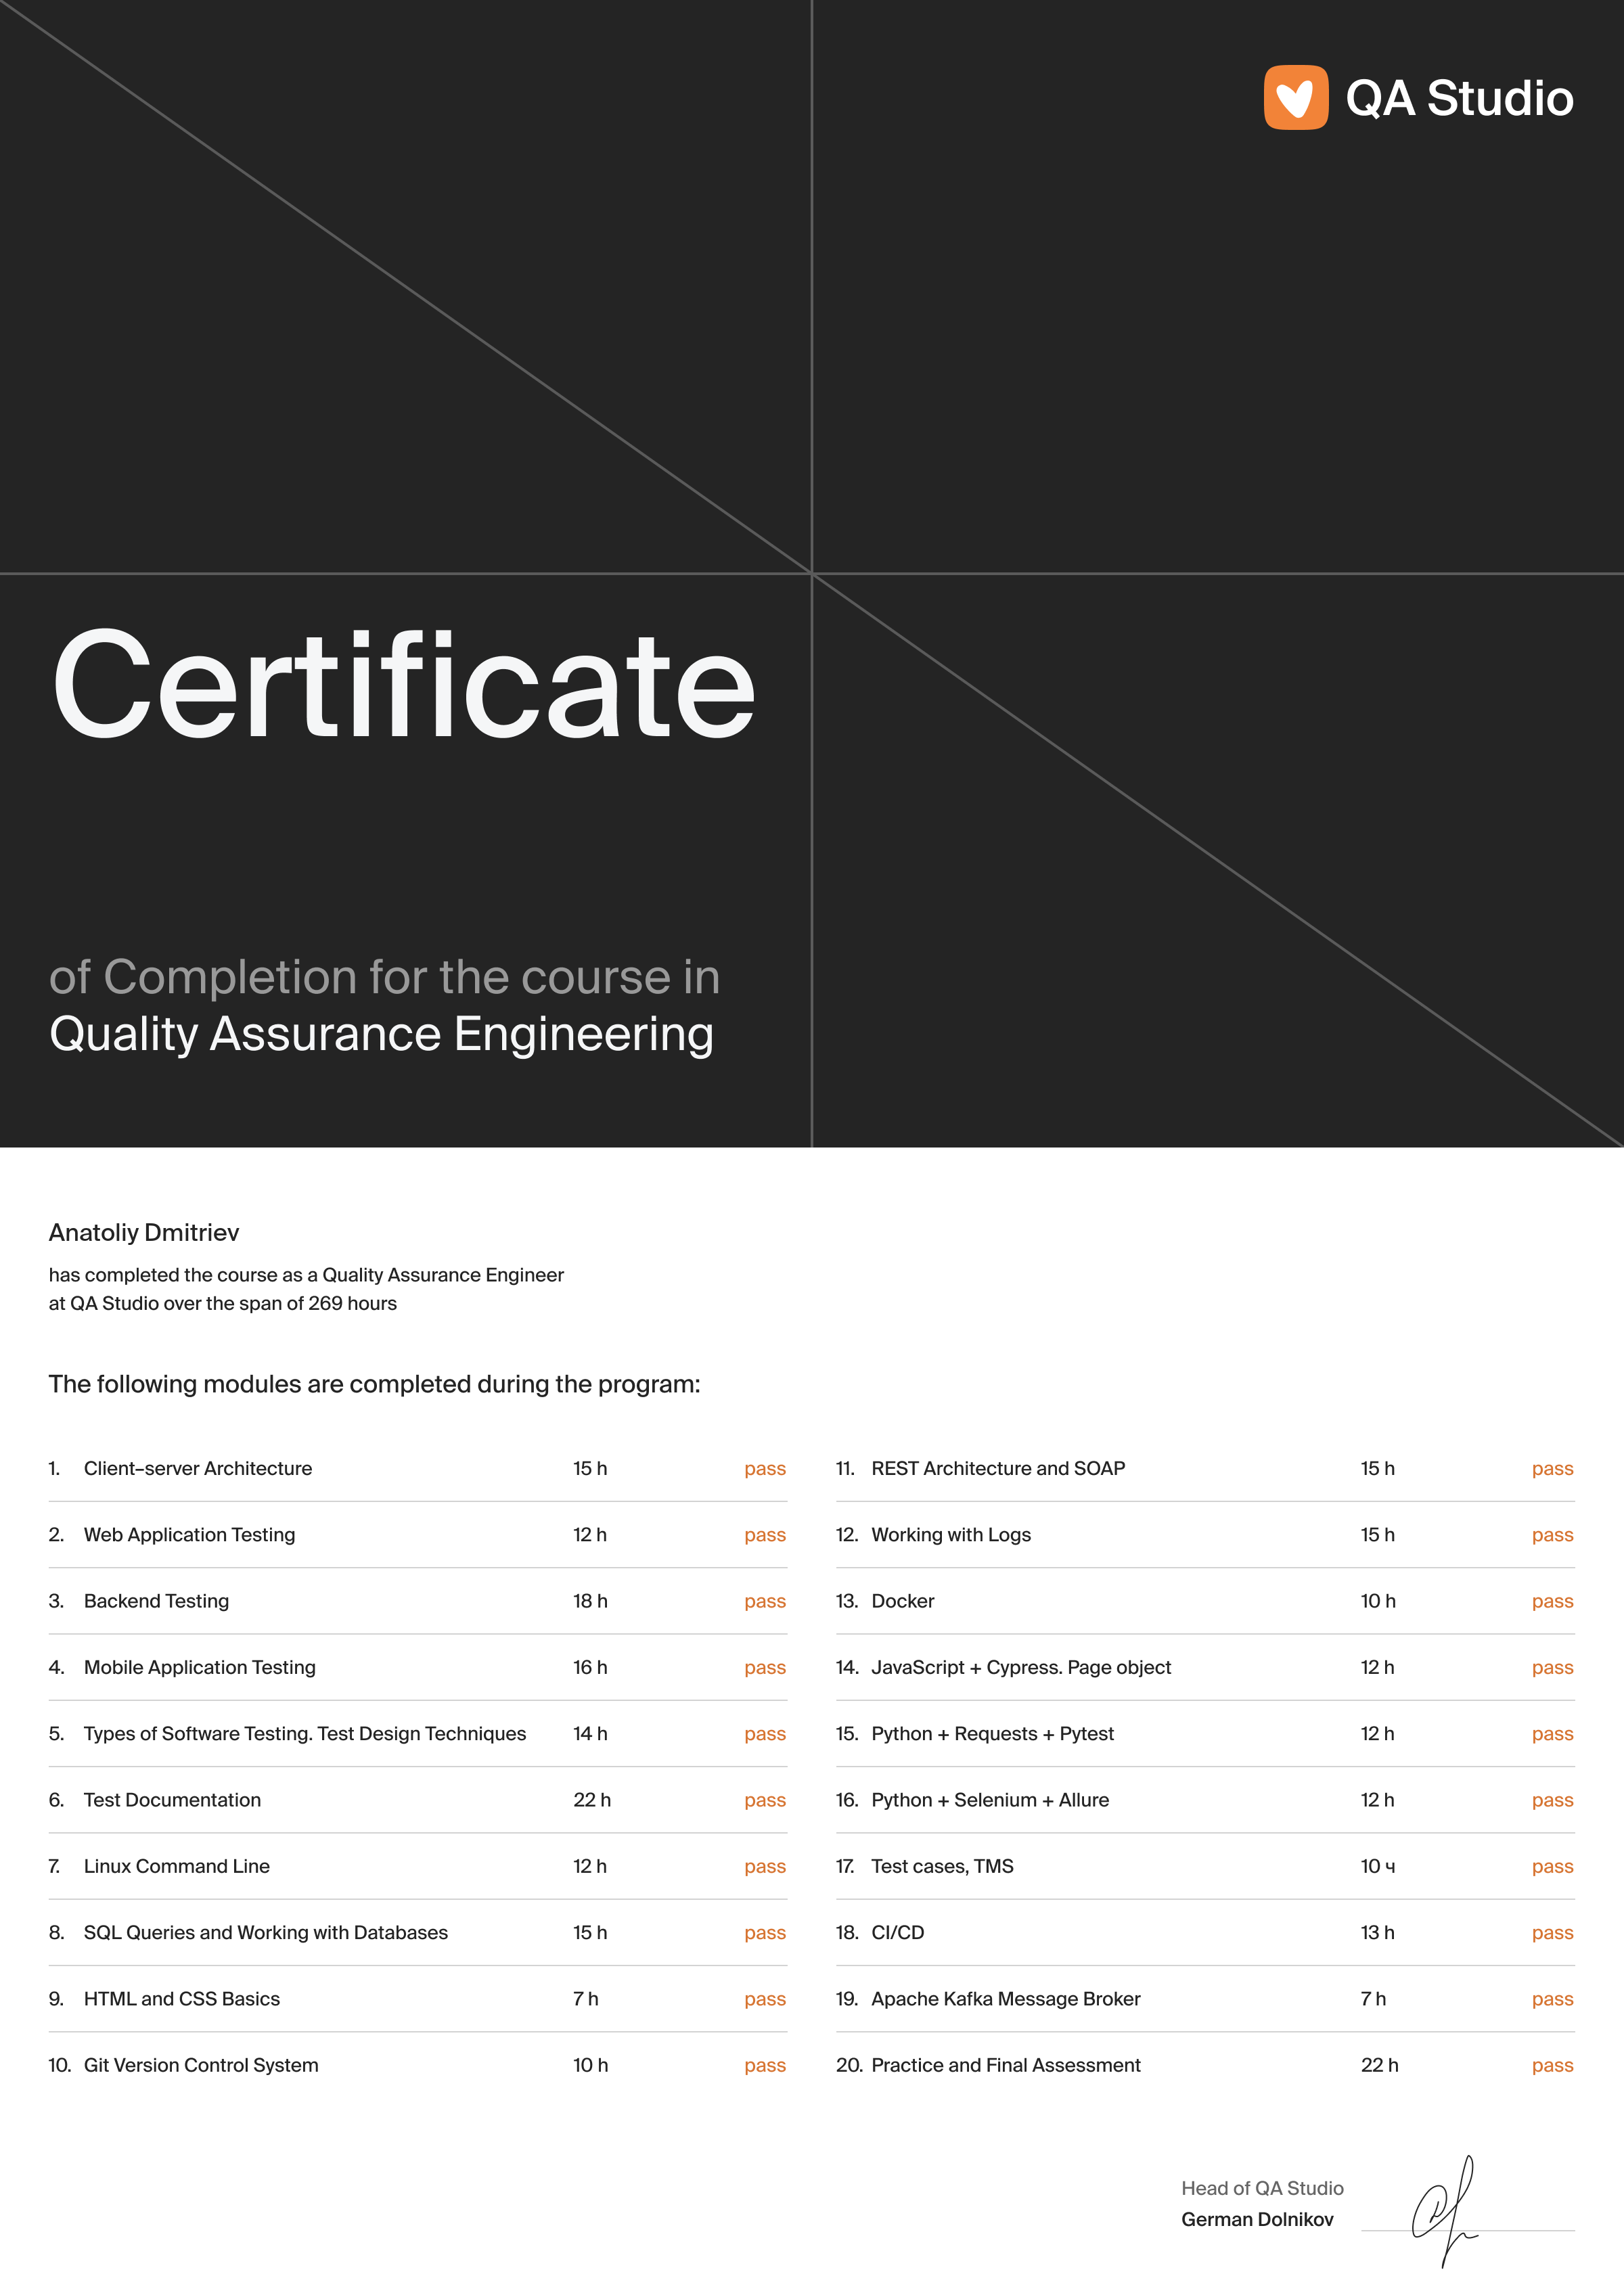 QA Studio
Certificate
of Completion for the course in
Quality Assurance Engineering
Anatoliy Dmitriev
has completed the course as a Quality Assurance Engineer
at QA Studio over the span of 269 hours
The following modules are completed during the program:
1. Client–server Architecture 15 h pass
2. Web Application Testing 12 h pass
3. Backend Testing 18 h pass
4. Mobile Application Testing 16 h pass
5. Types of Software Testing. Test Design Techniques 14 h pass
6. Test Documentation 22 h pass
7. Linux Command Line 12 h pass
8. SQL Queries and Working with Databases 15 h pass
9. HTML and CSS Basics 7 h pass
10. Git Version Control System 10 h pass
11. REST Architecture and SOAP 15 h pass
12. Working with Logs 15 h pass
13. Docker 10 h pass
14. JavaScript + Cypress. Page object 12 h pass
15. Python + Requests + Pytest 12 h pass
16. Python + Selenium + Allure 12 h pass
17. Test cases, TMS 10 ч pass
18. CI/CD 13 h pass
19. Apache Kafka Message Broker 7 h pass
20. Practice and Final Assessment 22 h pass
Head of QA Studio
German Dolnikov